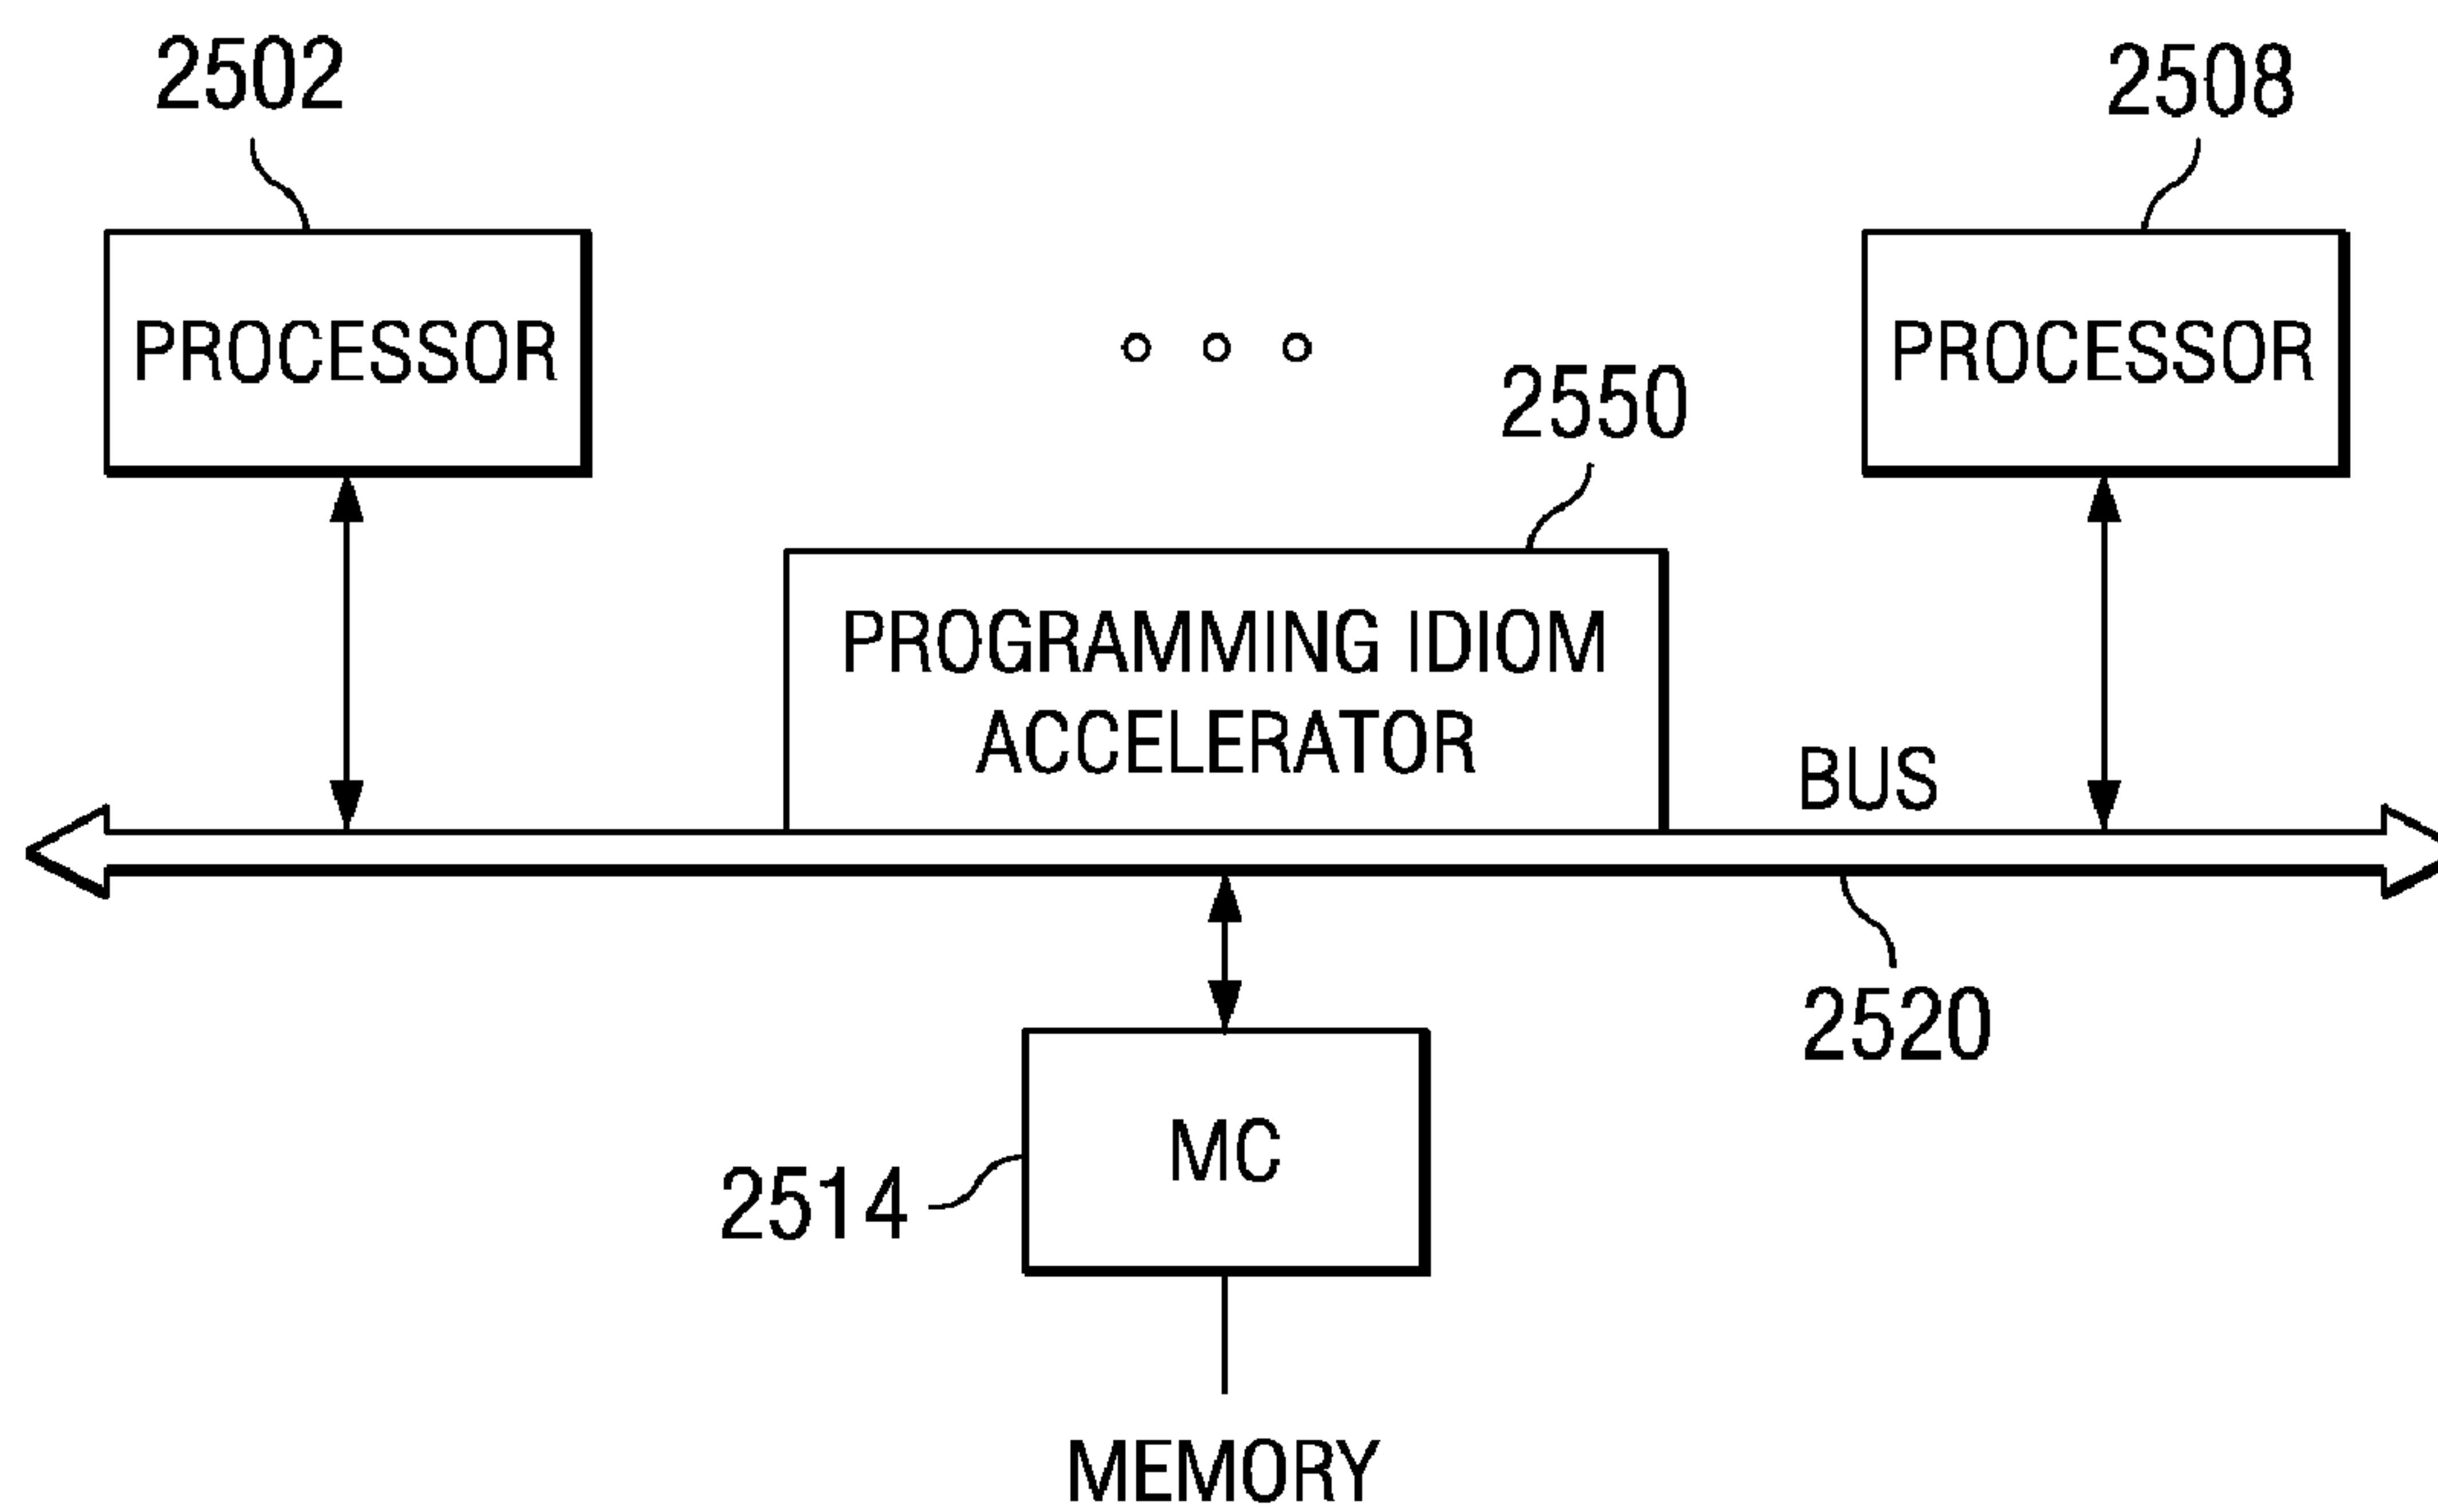 2502
2508
PROCESSOR
PROCESSOR
2550
PROGRAMMING IDIOM
ACCELERATOR
BUS
2520
MC
2514
MEMORY